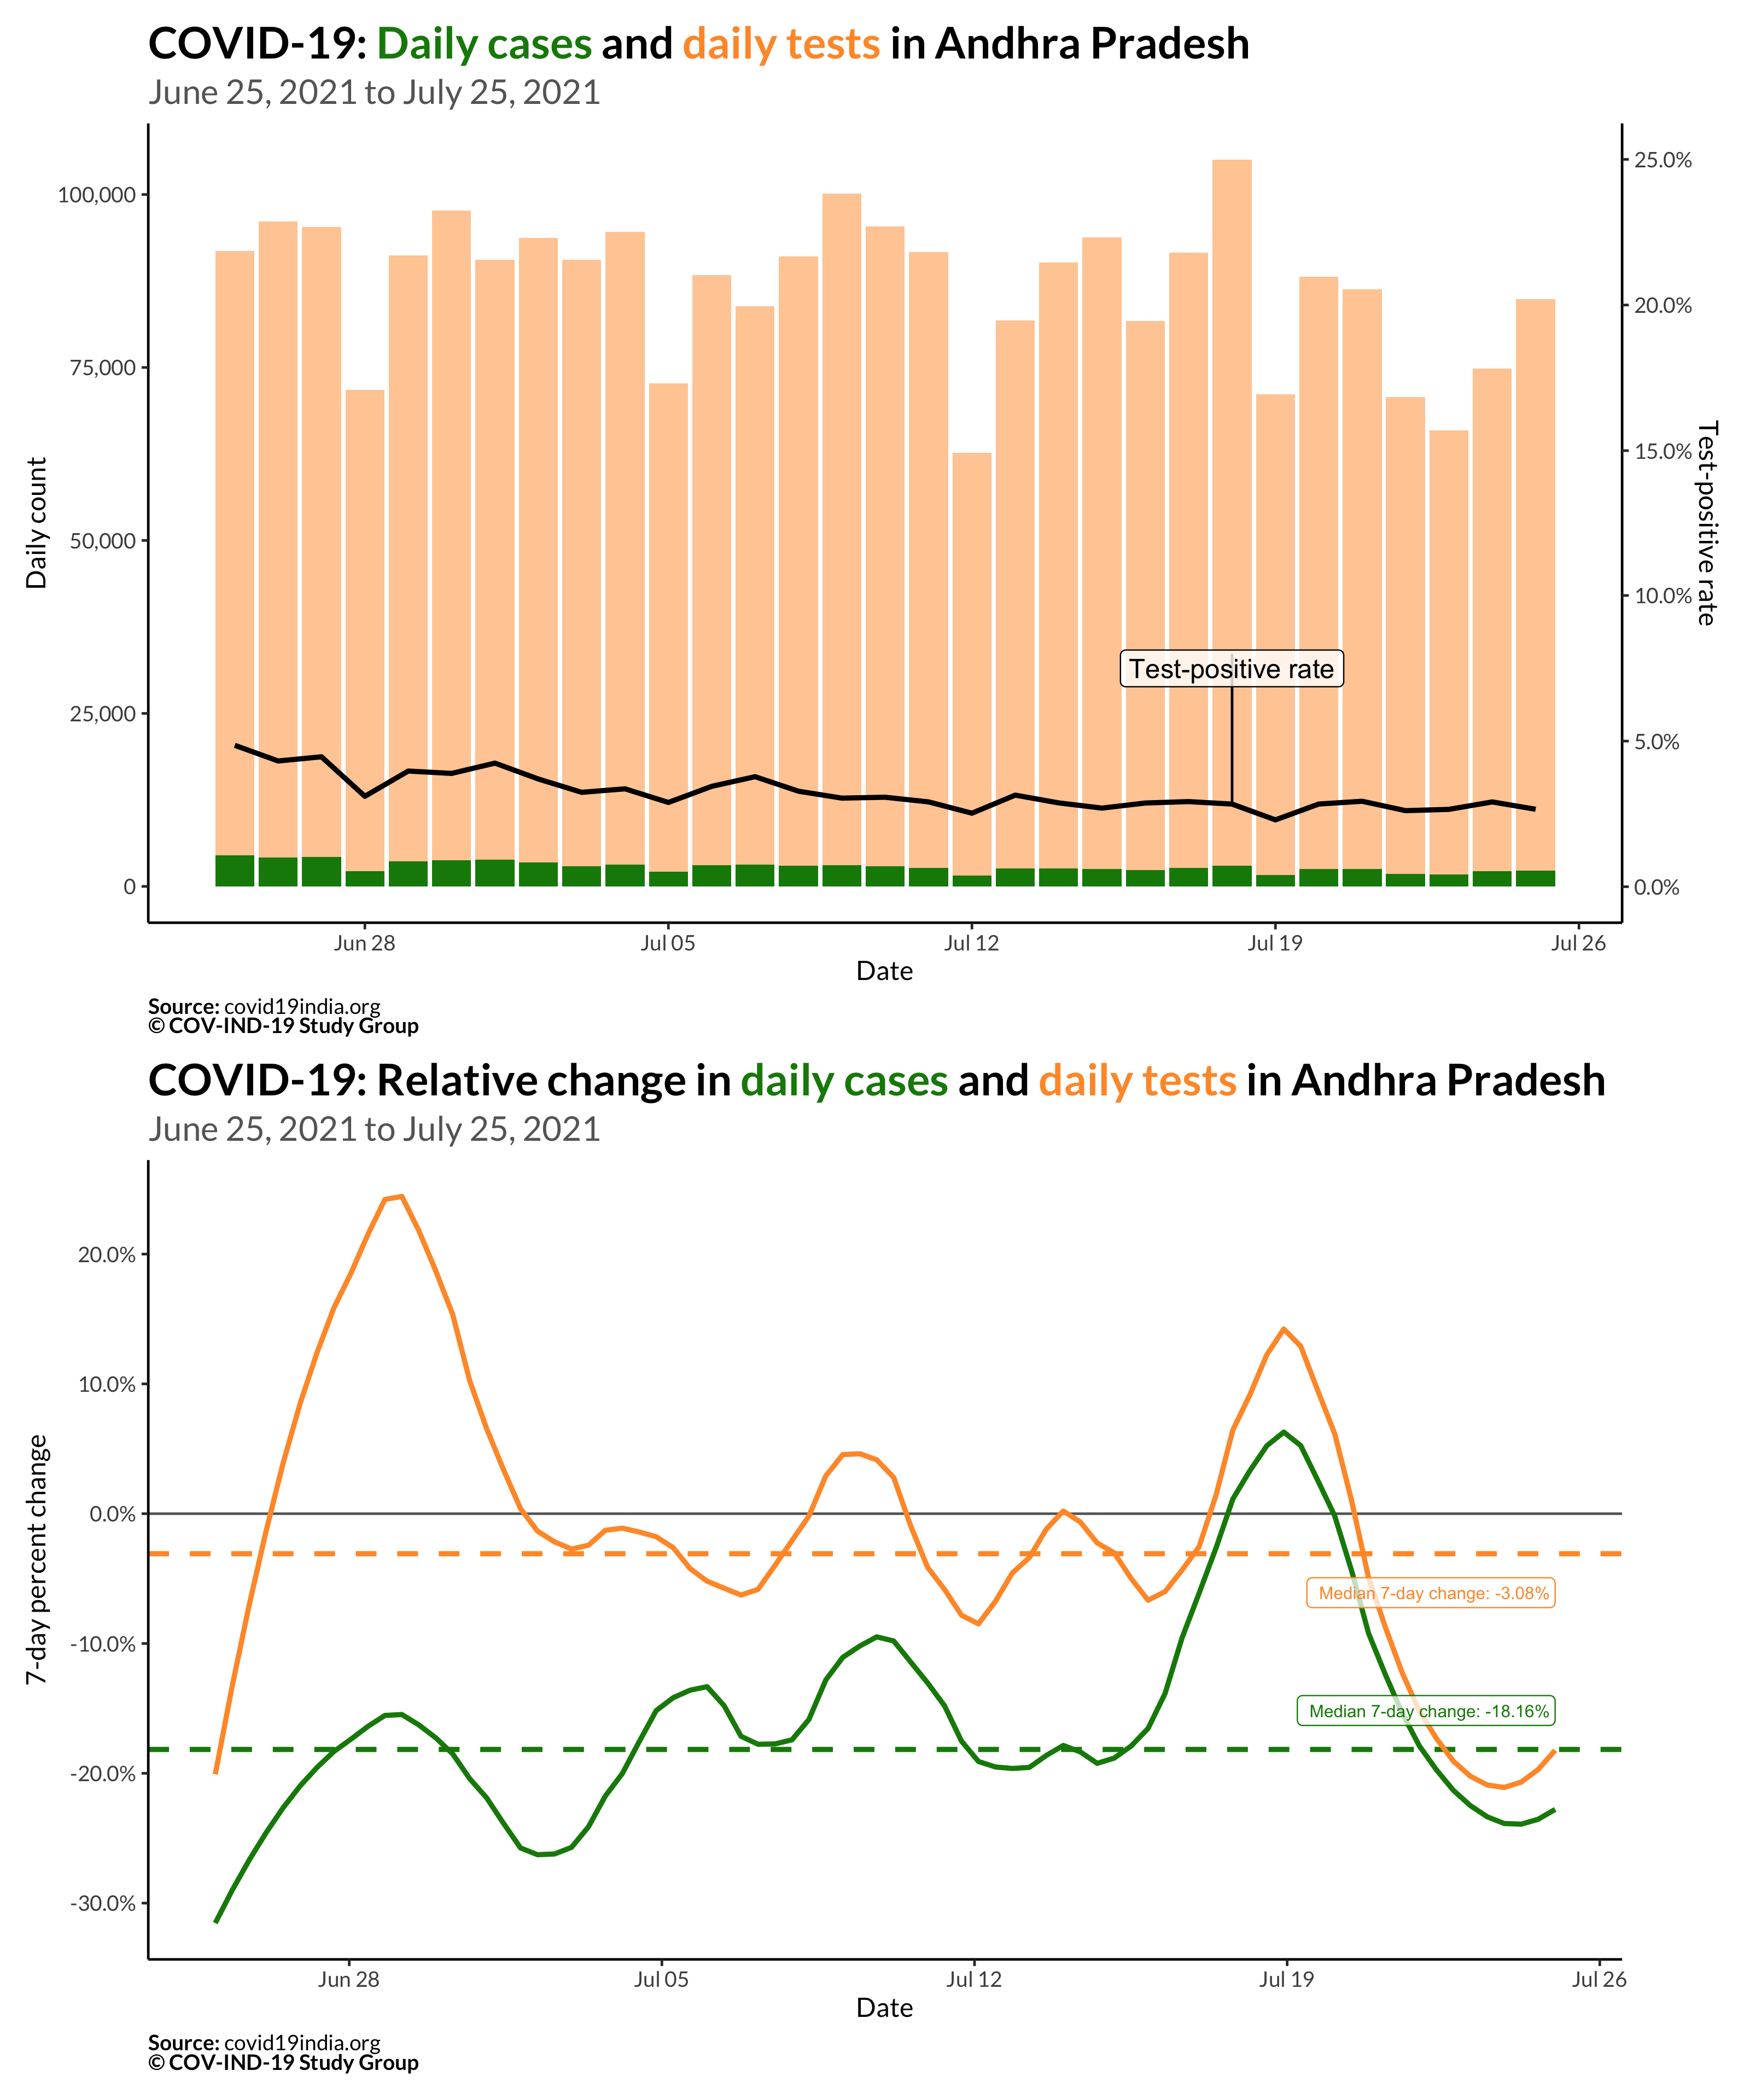 COVID-19: Daily cases and daily tests in Andhra Pradesh
June 25, 2021 to July 25, 2021
Daily count
100,000
75,000
50,000
25,000
0
25.0%
20.0%
15.0%
10.0%
5.0%
0.0%
Test-positive rate
Test-positive rate
Jun 28
Jul 05
Jul 12
Jul 19
Jul 26
Date
Source: covid19india.org
© COV-IND-19 Study Group
COVID-19: Relative change in daily cases and daily tests in Andhra Pradesh
June 25, 2021 to July 25, 2021
7-day percent change
20.0%
10.0%
0.0%
-10.0%
-20.0%
-30.0%
Median 7-day change: -3.08%
Median 7-day change: -18.16%
Jun 28
Jul 05
Jul 12
Jul 19
Jul 26
Date
Source: covid19india.org
© COV-IND-19 Study Group